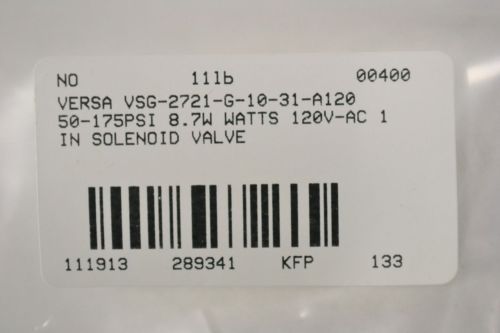 NO 11lb 00400
VERSA VSG-2721-G-10-31-A120
50-175PSI 8.7W WATTS 120V-AC 1
IN SOLENOID VALVE
111913 289341 KFP 133